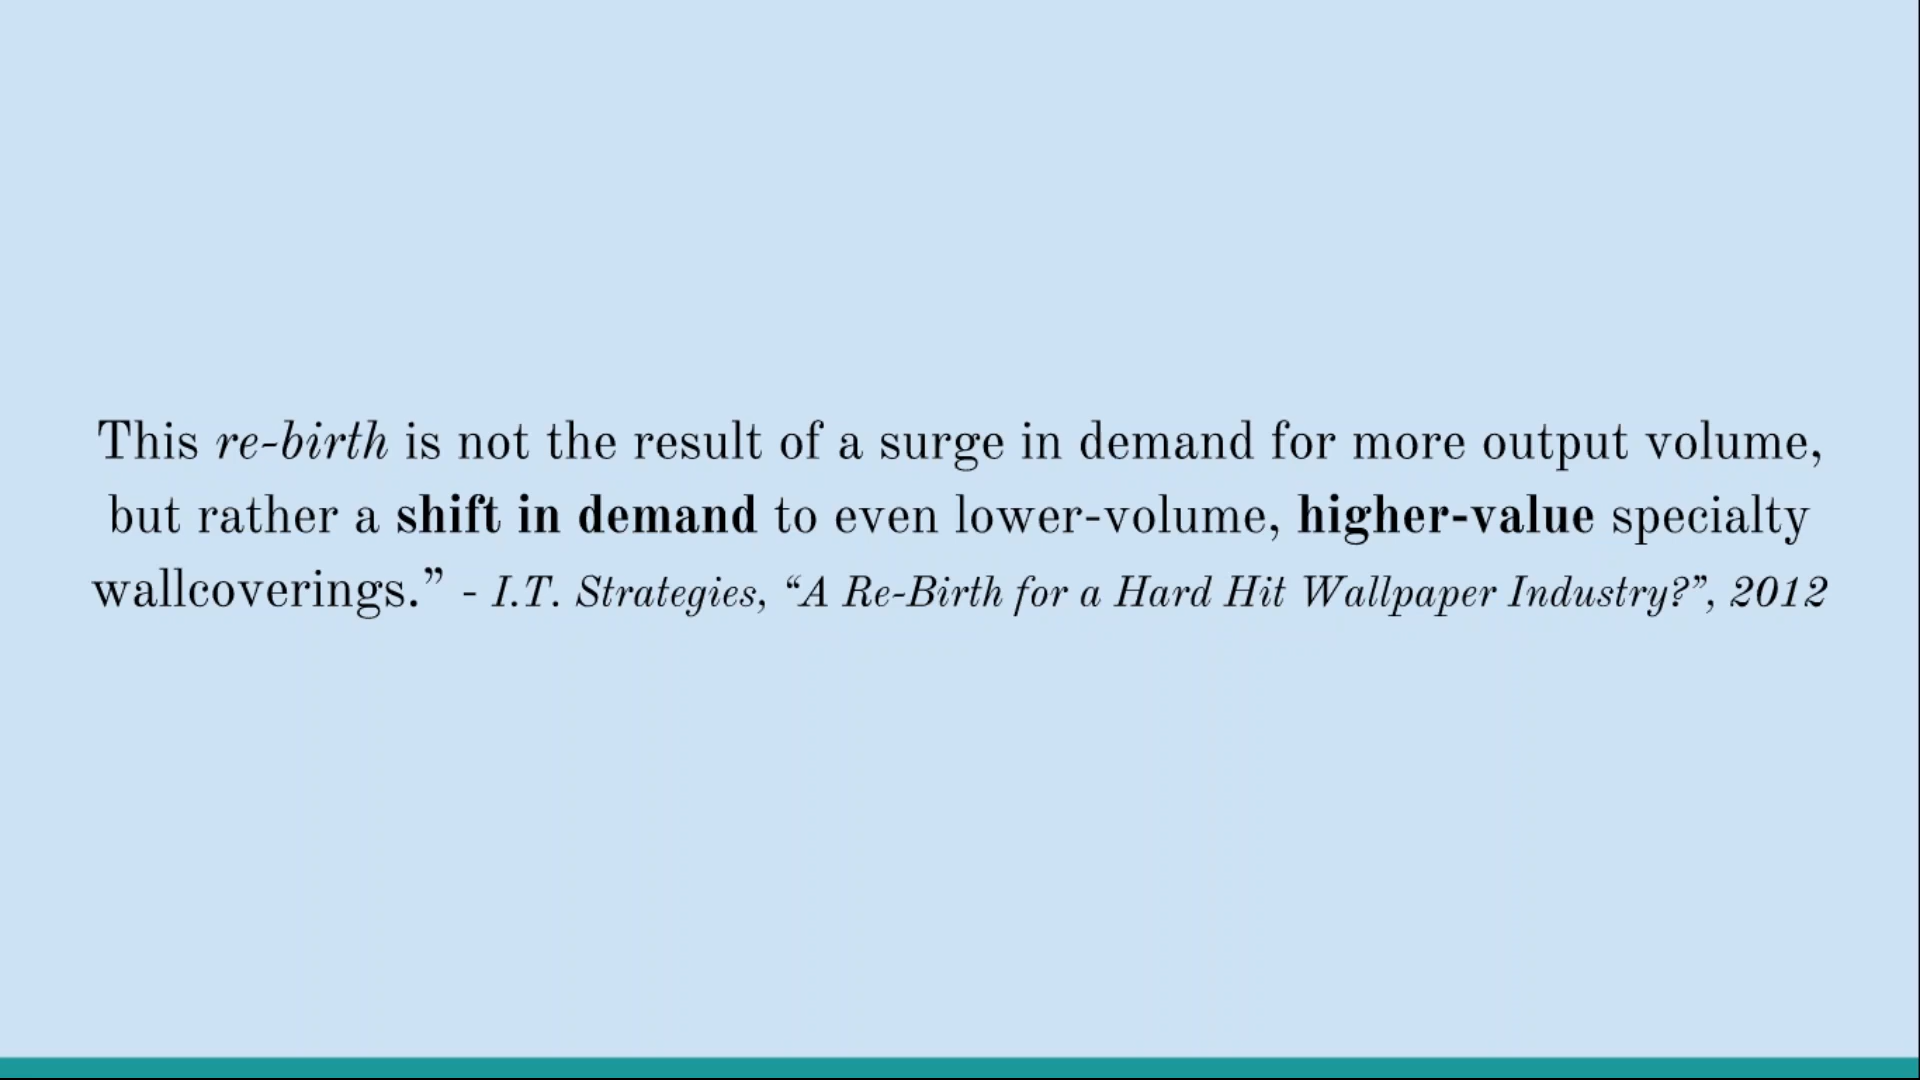 This re-birth is not the result of a surge in demand for more output volume,
but rather a shift in demand to even lower-volume, higher-value specialty
wallcoverings.” - I.T. Strategies, “A Re-Birth for a Hard Hit Wallpaper Industry?”, 2012